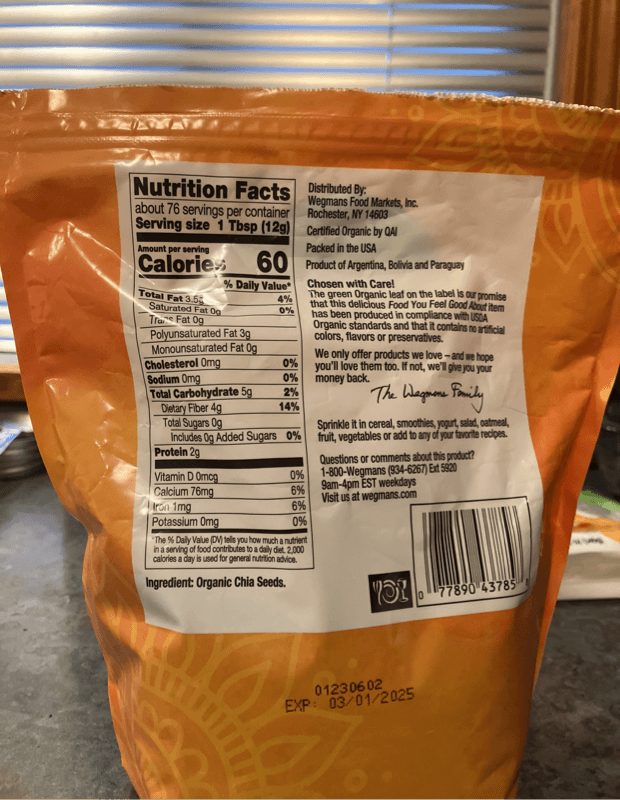 Nutrition Facts
about 76 servings per container
Serving size 1 Tbsp (12g)
Amount per serving
Calories 60
% Daily Value*
Total Fat 3.5g 4%
Saturated Fat 0g 0%
Trans Fat 0g
Polyunsaturated Fat 3g
Monounsaturated Fat 0g
Cholesterol 0mg 0%
Sodium 0mg 0%
Total Carbohydrate 5g 2%
Dietary Fiber 4g 14%
Total Sugars 0g
Includes 0g Added Sugars 0%
Protein 2g
Vitamin D 0mcg 0%
Calcium 76mg 6%
Iron 1mg 6%
Potassium 0mg 0%
*The % Daily Value (DV) tells you how much a nutrient
in a serving of food contributes to a daily diet. 2,000
calories a day is used for general nutrition advice.
Ingredient: Organic Chia Seeds.
Distributed By:
Wegmans Food Markets, Inc.
Rochester, NY 14603
Certified Organic by QAI
Packed in the USA
Product of Argentina, Bolivia and Paraguay
Chosen with Care!
The green Organic leaf on the label is our promise
that this delicious Food You Feel Good About item
has been produced in compliance with USDA
Organic standards and that it contains no artificial
colors, flavors or preservatives.
We only offer products we love – and we hope
you'll love them too. If not, we'll give you your
money back.
The Wegmans Family
Sprinkle it in cereal, smoothies, yogurt, salad, oatmeal,
fruit, vegetables or add to any of your favorite recipes.
Questions or comments about this product?
1-800-Wegmans (934-6267) Ext 5920
9am-4pm EST weekdays
Visit us at wegmans.com
0 77890 43785
01230602
EXP: 03/01/2025